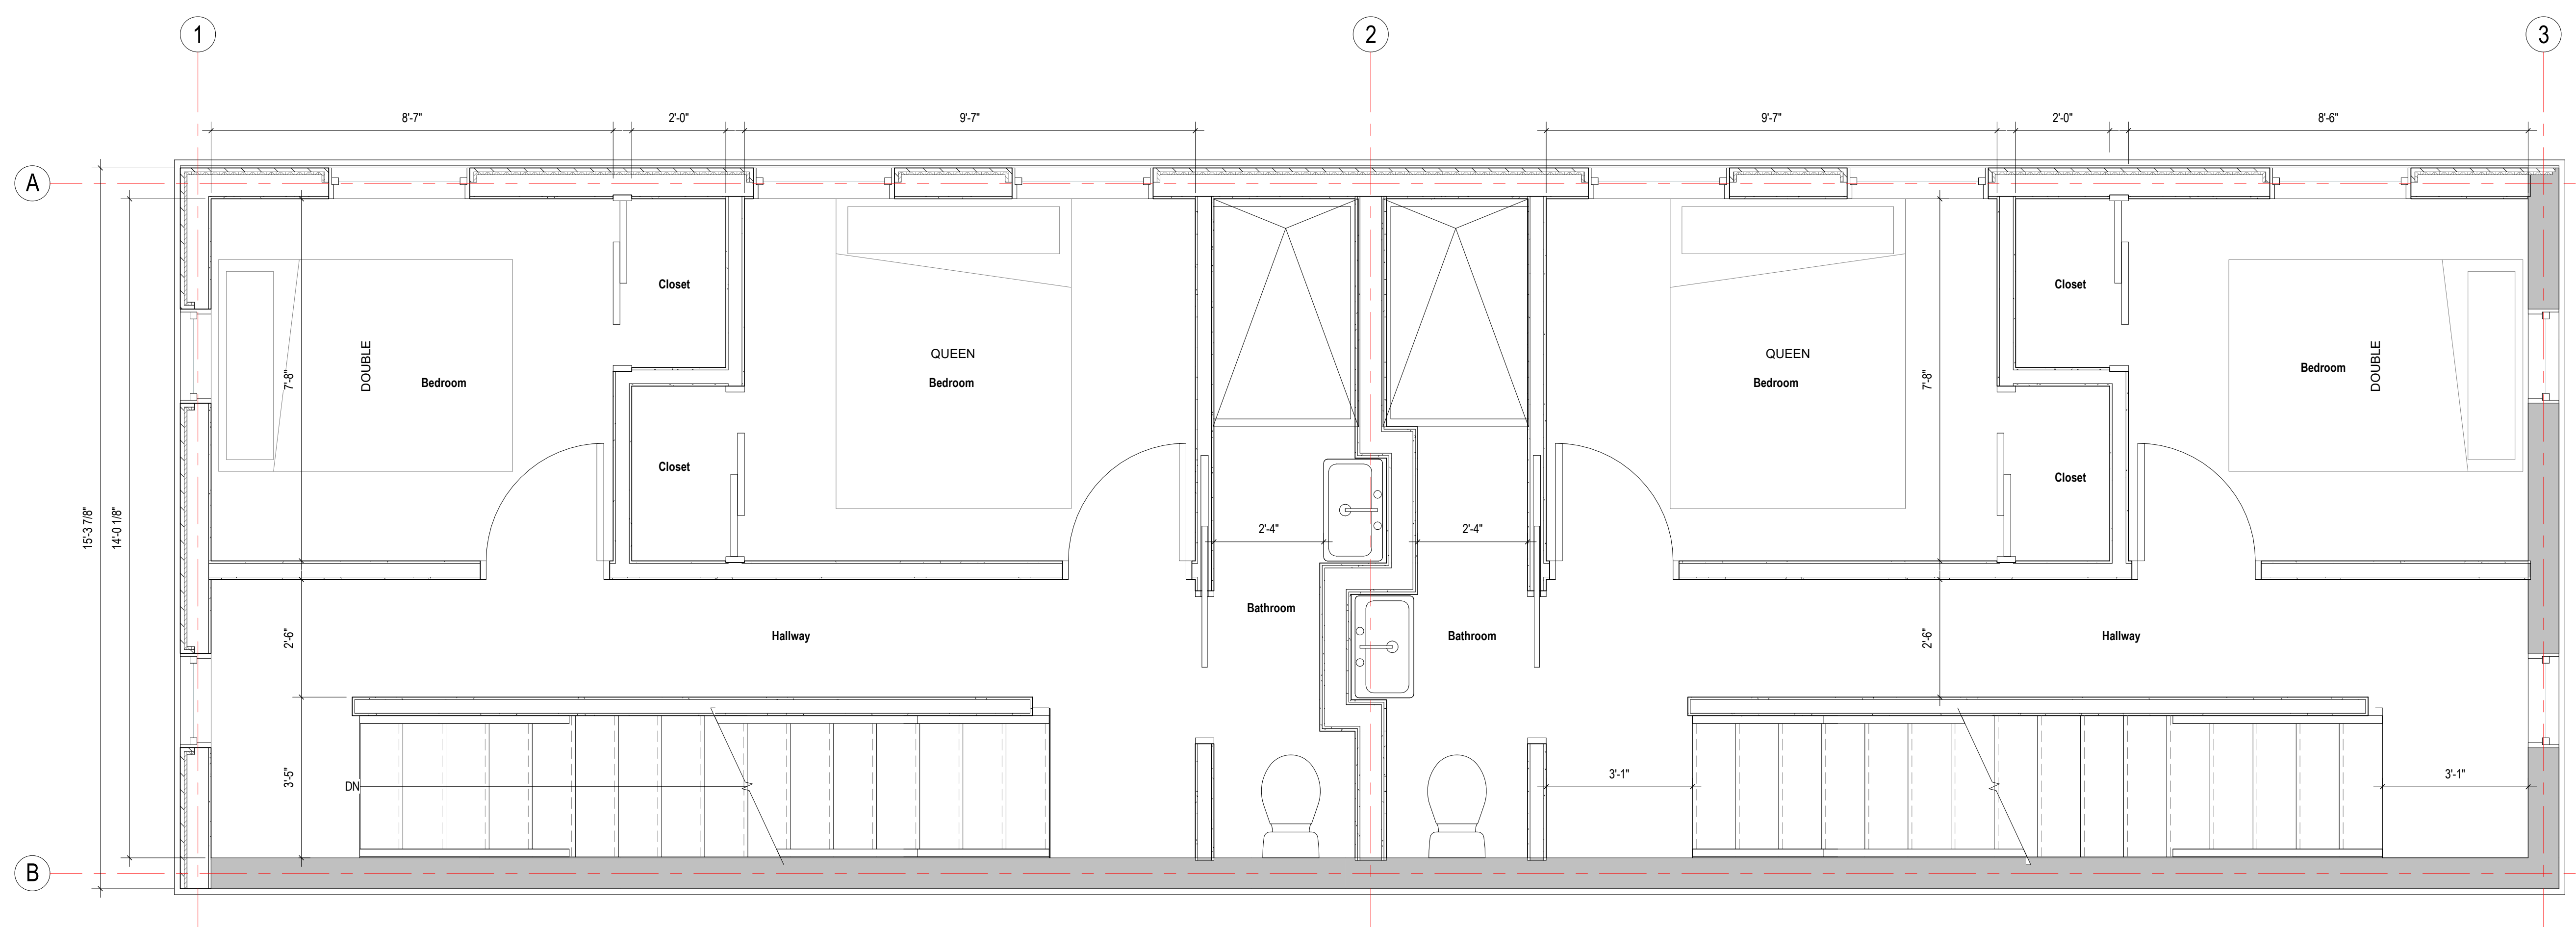 1
2
3
8'-7"
2'-0"
9'-7"
9'-7"
2'-0"
8'-6"
A
Closet
Closet
DOUBLE
Bedroom
QUEEN
Bedroom
QUEEN
Bedroom
Bedroom
DOUBLE
7'-8"
7'-8"
Closet
Closet
15'-3 7/8"
14'-0 1/8"
2'-4"
2'-4"
Bathroom
Bathroom
2'-6"
Hallway
2'-6"
Hallway
3'-5"
DN
3'-1"
3'-1"
B